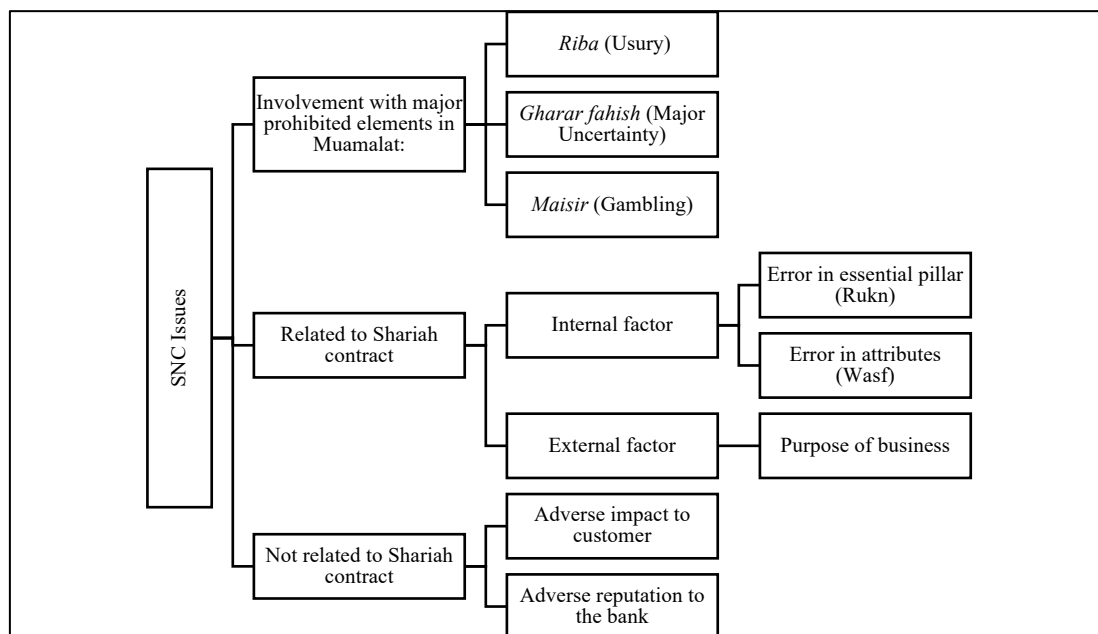 SNC Issues
Involvement with major
prohibited elements in
Muamalat:
Riba (Usury)
Gharar fahish (Major
Uncertainty)
Maisir (Gambling)
Related to Shariah
contract
Internal factor
Error in essential pillar
(Rukn)
Error in attributes
(Wasf)
External factor
Purpose of business
Not related to Shariah
contract
Adverse impact to
customer
Adverse reputation to
the bank